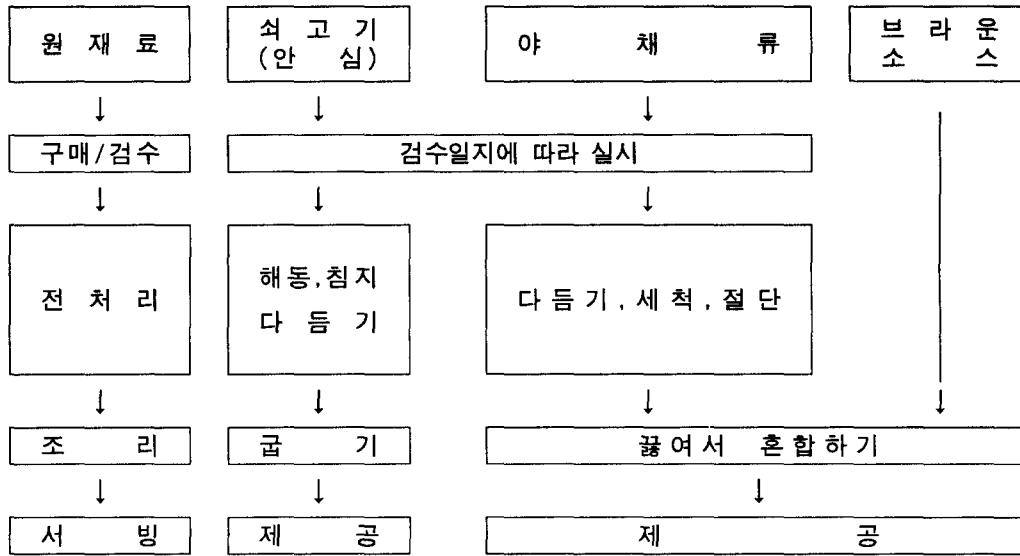 원 재 료
쇠 고 기
(안 심)
야 채 류
브 라 운
소 스
↓ ↓ ↓
구매/검수
검수일지에 따라 실시
↓ ↓ ↓
전 처 리
해동,침지
다 듬 기
다듬기,세척,절단
↓ ↓ ↓ ↓
조 리
굽 기
끓여서 혼합하기
↓ ↓ ↓
서 빙
제 공
제 공